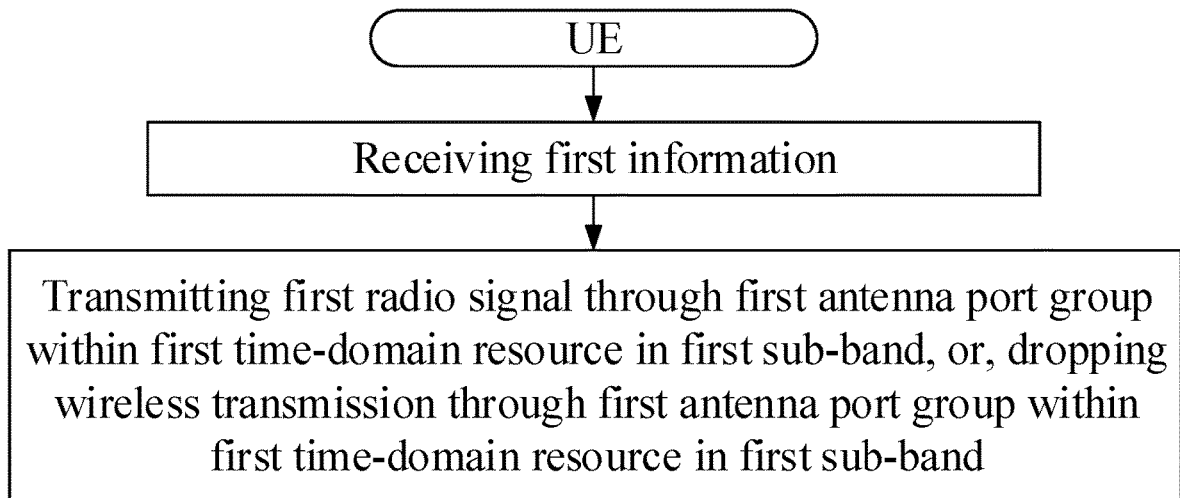 UE
Receiving first information
Transmitting first radio signal through first antenna port group
within first time-domain resource in first sub-band, or, dropping
wireless transmission through first antenna port group within
first time-domain resource in first sub-band